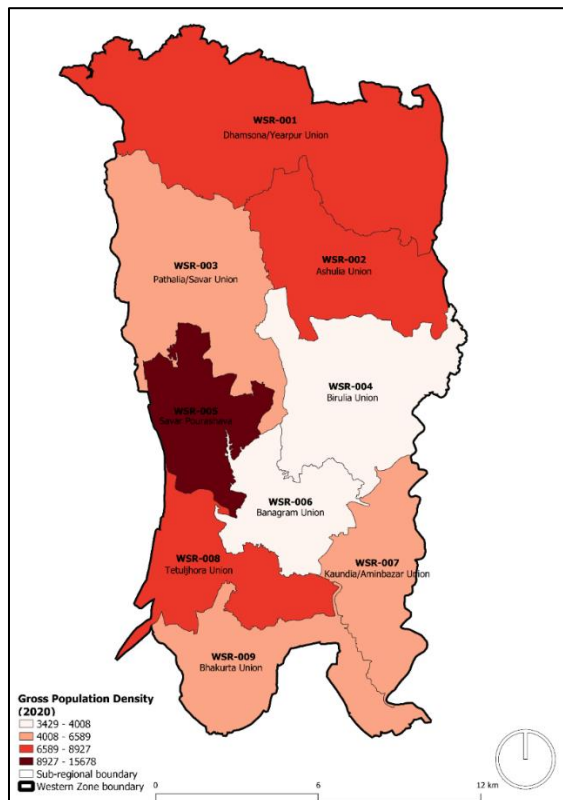 WSR-001
Dhamsona/Yearpur Union
WSR-002
Ashulia Union
WSR-003
Pathalia/Savar Union
WSR-004
Birulia Union
WSR-005
Savar Pourashava
WSR-006
Banagram Union
WSR-007
Kaundia/Aminbazar Union
WSR-008
Tetuljhora Union
WSR-009
Bhakurta Union
Gross Population Density
(2020)
3429 - 4008
4008 - 6589
6589 - 8927
8927 - 15678
Sub-regional boundary
Western Zone boundary
0 6 12 km